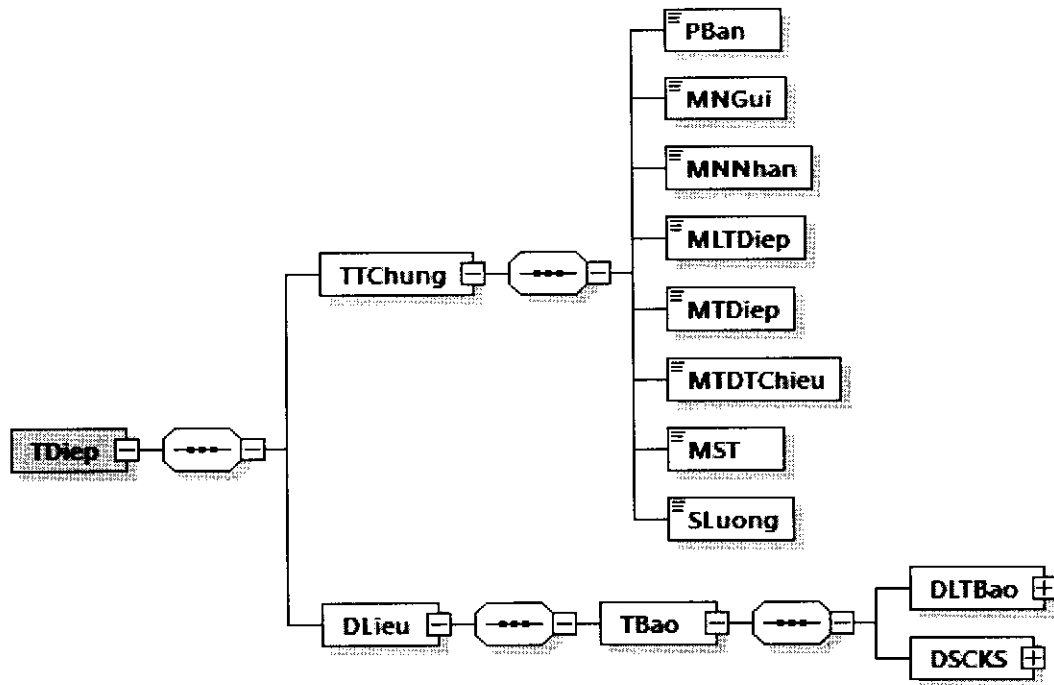 PBan
MNGui
MNNhan
MLTDiep
TTChung
MTDiep
MTDTChieu
TDiep
MST
SLuong
DLieu
TBao
DLTBao
DSCKS